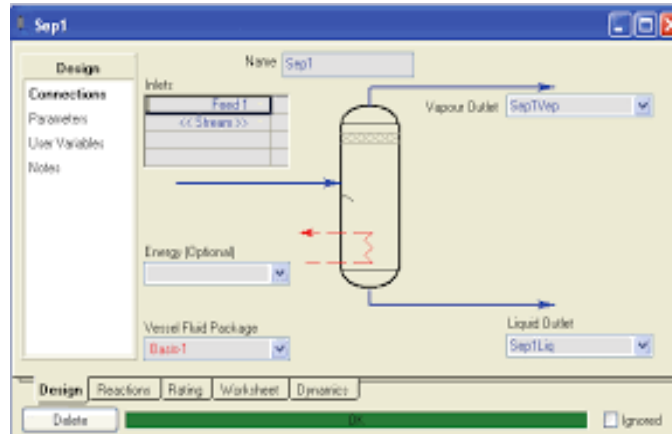 Sep1
Design
Connections
Parameters
User Variables
Notes
Name Sep1
Inlets
Feed 1
<< Stream >>
Vapour Outlet Sep1Vap
Energy (Optional)
Vessel Fluid Package
Basis-1
Liquid Outlet
Sep1Liq
Design Reactions Rating Worksheet Dynamics
Delete OK Ignored